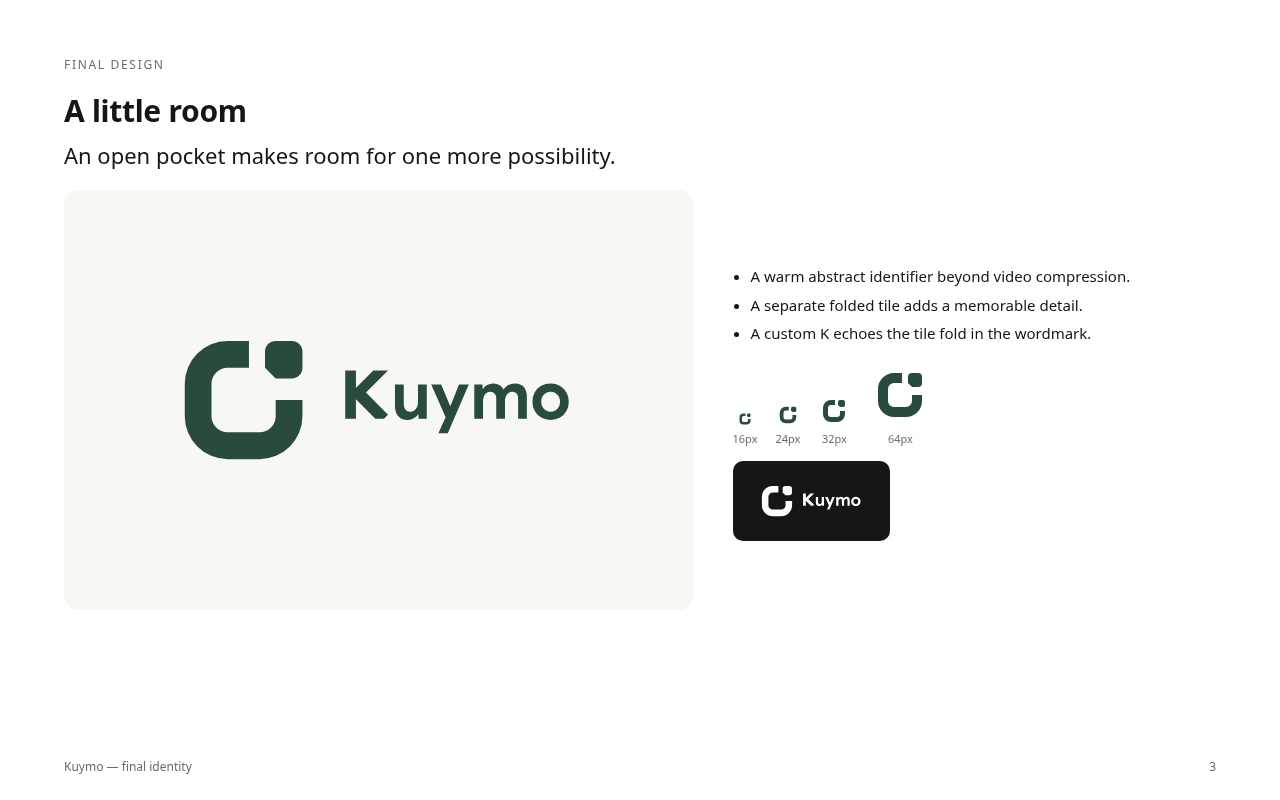 FINAL DESIGN
A little room
An open pocket makes room for one more possibility.
Kuymo
• A warm abstract identifier beyond video compression.
• A separate folded tile adds a memorable detail.
• A custom K echoes the tile fold in the wordmark.
16px 24px 32px 64px
Kuymo
Kuymo — final identity
3